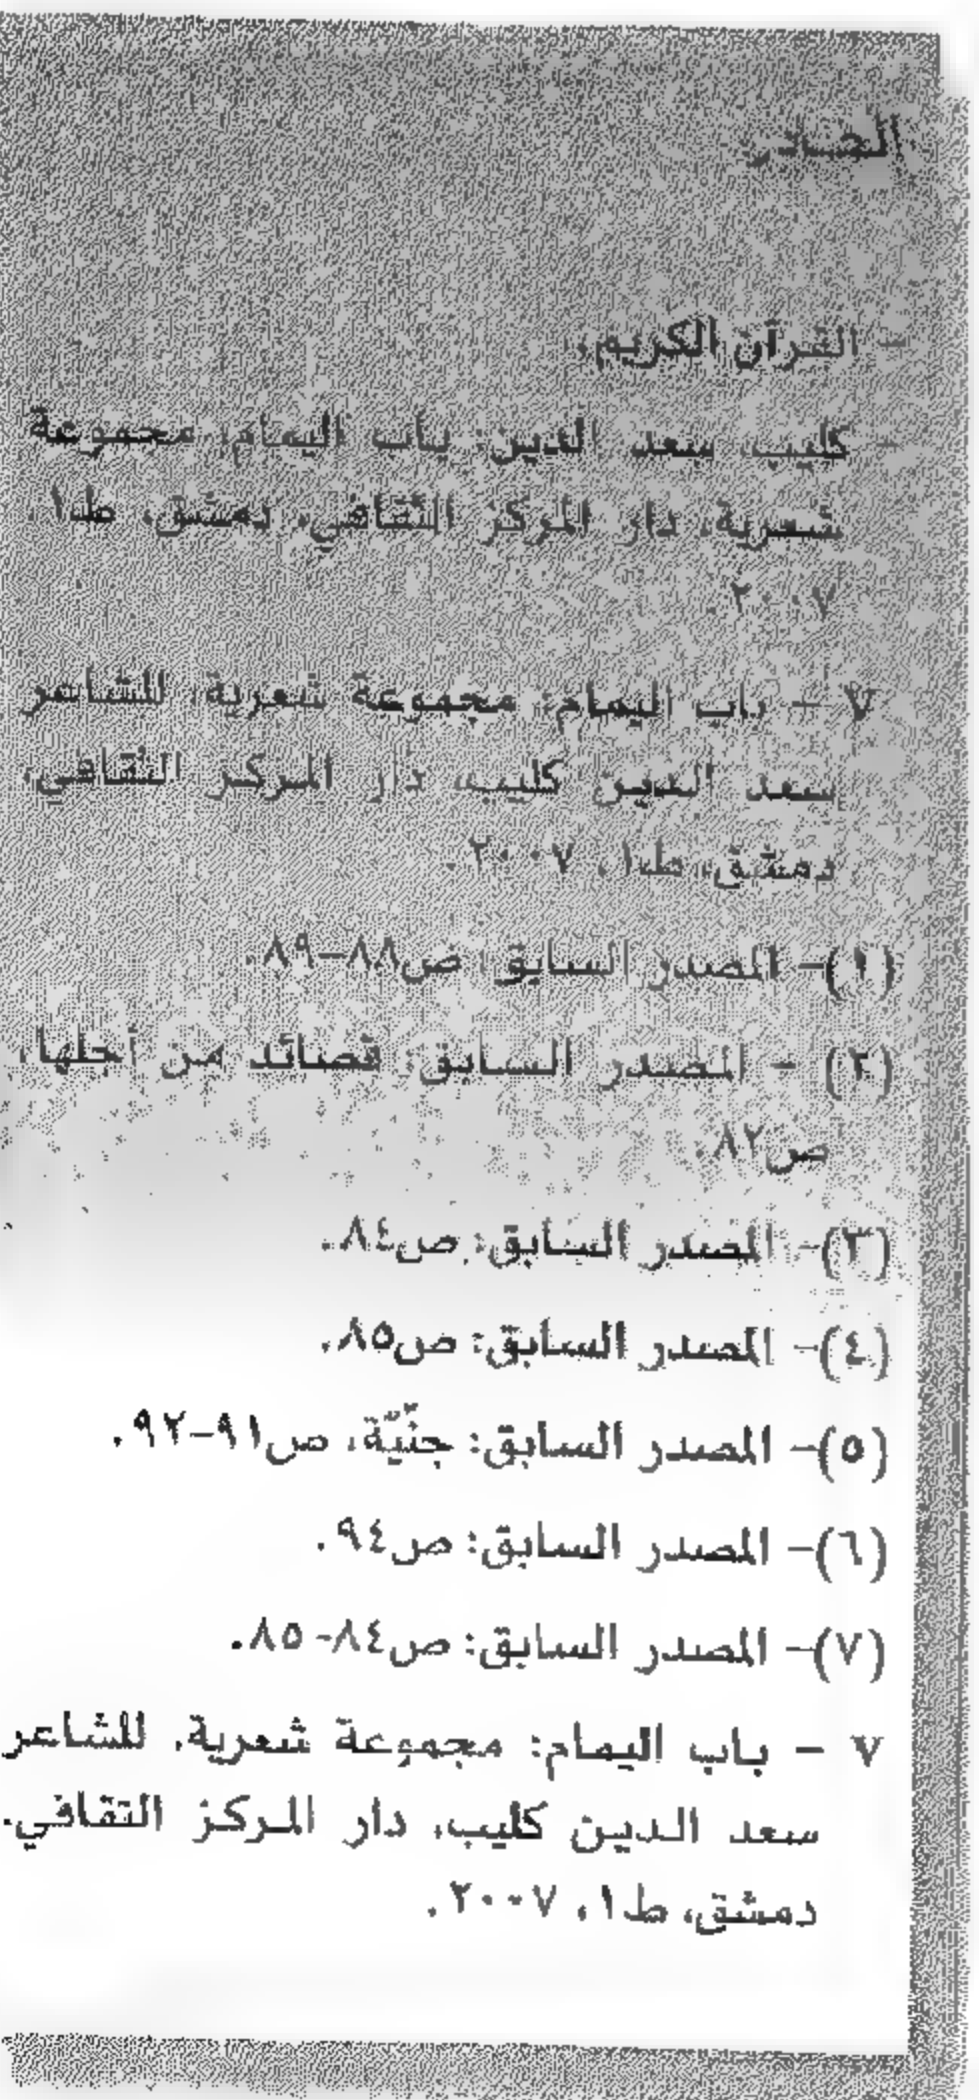 المصادر
- القرآن الكريم.
- كليب، سعد الدين: باب اليمام، مجموعة
شعرية، دار المركز الثقافي، دمشق، ط١،
٢٠٠٧.
٧ - باب اليمام: مجموعة شعرية، للشاعر
سعد الدين كليب، دار المركز الثقافي،
دمشق، ط١، ٢٠٠٧.
(١)- المصدر السابق: ص٨٨-٨٩.
(٢) - المصدر السابق: قصائد من أجلها،
ص٨٢.
(٣)- المصدر السابق: ص٨٤.
(٤)- المصدر السابق: ص٨٥.
(٥)- المصدر السابق: جنّيّة، ص٩١-٩٢.
(٦)- المصدر السابق: ص٩٤.
(٧)- المصدر السابق: ص٨٤-٨٥.
٧ - باب اليمام: مجموعة شعرية، للشاعر
سعد الدين كليب، دار المركز الثقافي،
دمشق، ط١، ٢٠٠٧.